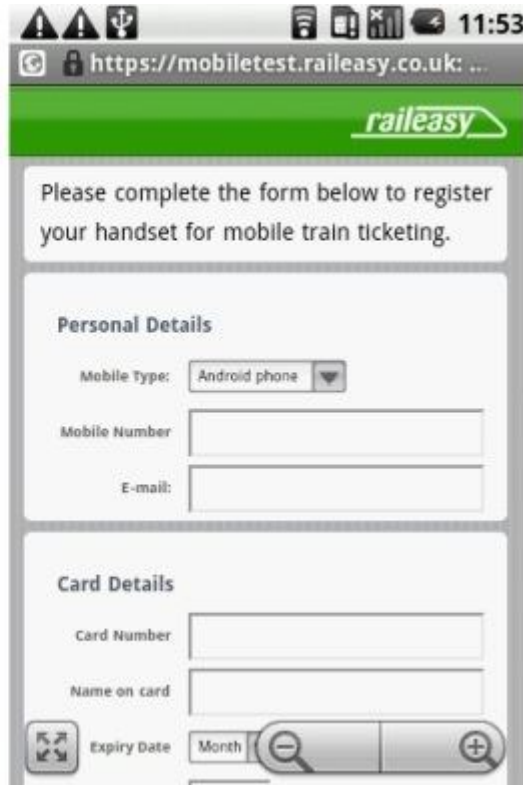 11:53
https://mobiletest.raileasy.co.uk: ...
raileasy
Please complete the form below to register
your handset for mobile train ticketing.
Personal Details
Mobile Type: Android phone
Mobile Number
E-mail:
Card Details
Card Number
Name on card
Expiry Date Month